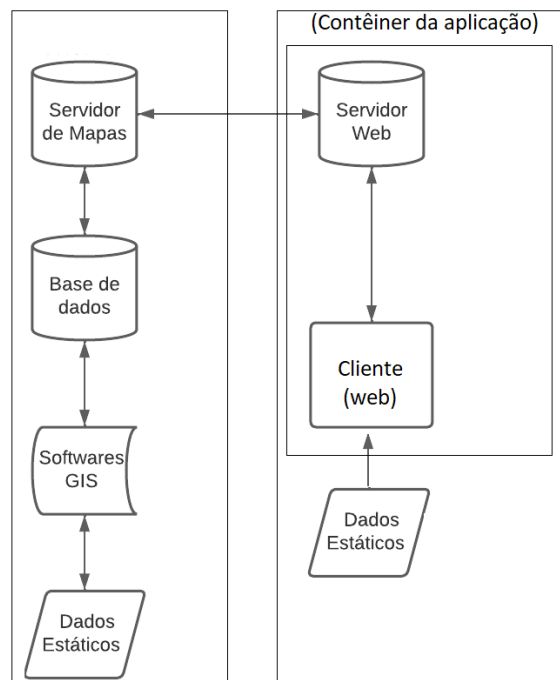 (Contêiner da aplicação)
Servidor
de Mapas
Servidor
Web
Base de
dados
Cliente
(web)
Softwares
GIS
Dados
Estáticos
Dados
Estáticos